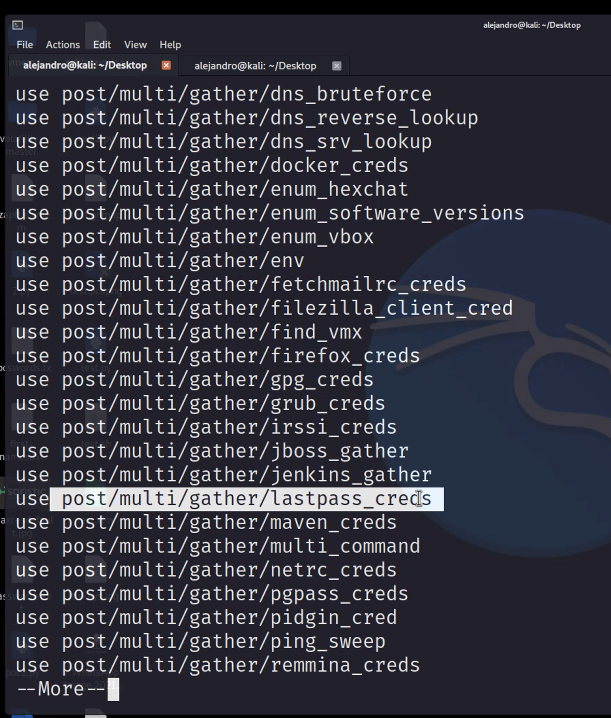 alejandro@kali: ~/Desktop
File Actions Edit View Help
alejandro@kali: ~/Desktop alejandro@kali: ~/Desktop
use post/multi/gather/dns_bruteforce
use post/multi/gather/dns_reverse_lookup
use post/multi/gather/dns_srv_lookup
use post/multi/gather/docker_creds
use post/multi/gather/enum_hexchat
use post/multi/gather/enum_software_versions
use post/multi/gather/enum_vbox
use post/multi/gather/env
use post/multi/gather/fetchmailrc_creds
use post/multi/gather/filezilla_client_cred
use post/multi/gather/find_vmx
use post/multi/gather/firefox_creds
use post/multi/gather/gpg_creds
use post/multi/gather/grub_creds
use post/multi/gather/irssi_creds
use post/multi/gather/jboss_gather
use post/multi/gather/jenkins_gather
use post/multi/gather/lastpass_creds
use post/multi/gather/maven_creds
use post/multi/gather/multi_command
use post/multi/gather/netrc_creds
use post/multi/gather/pgpass_creds
use post/multi/gather/pidgin_cred
use post/multi/gather/ping_sweep
use post/multi/gather/remmina_creds
--More--